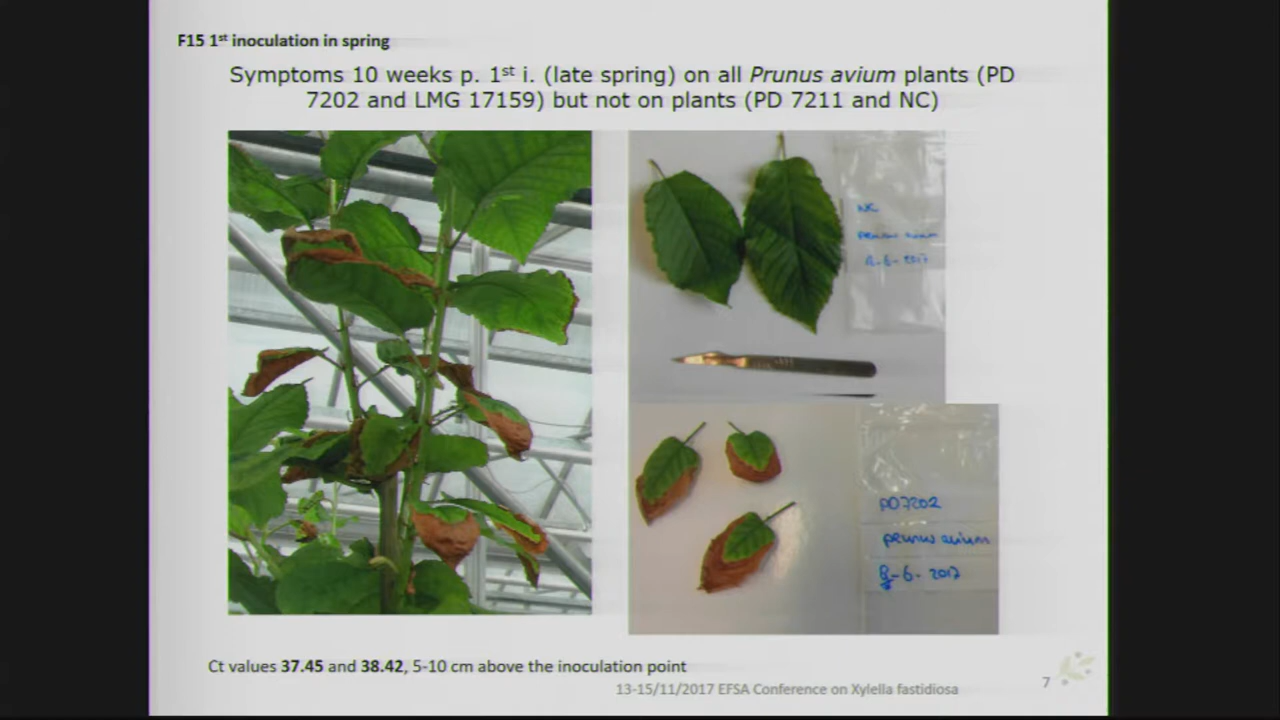 F15 1st inoculation in spring
Symptoms 10 weeks p. 1st i. (late spring) on all Prunus avium plants (PD
7202 and LMG 17159) but not on plants (PD 7211 and NC)
NC
PD7202
prunus avium
8-6-2017
Ct values 37.45 and 38.42, 5-10 cm above the inoculation point
13-15/11/2017 EFSA Conference on Xylella fastidiosa
7